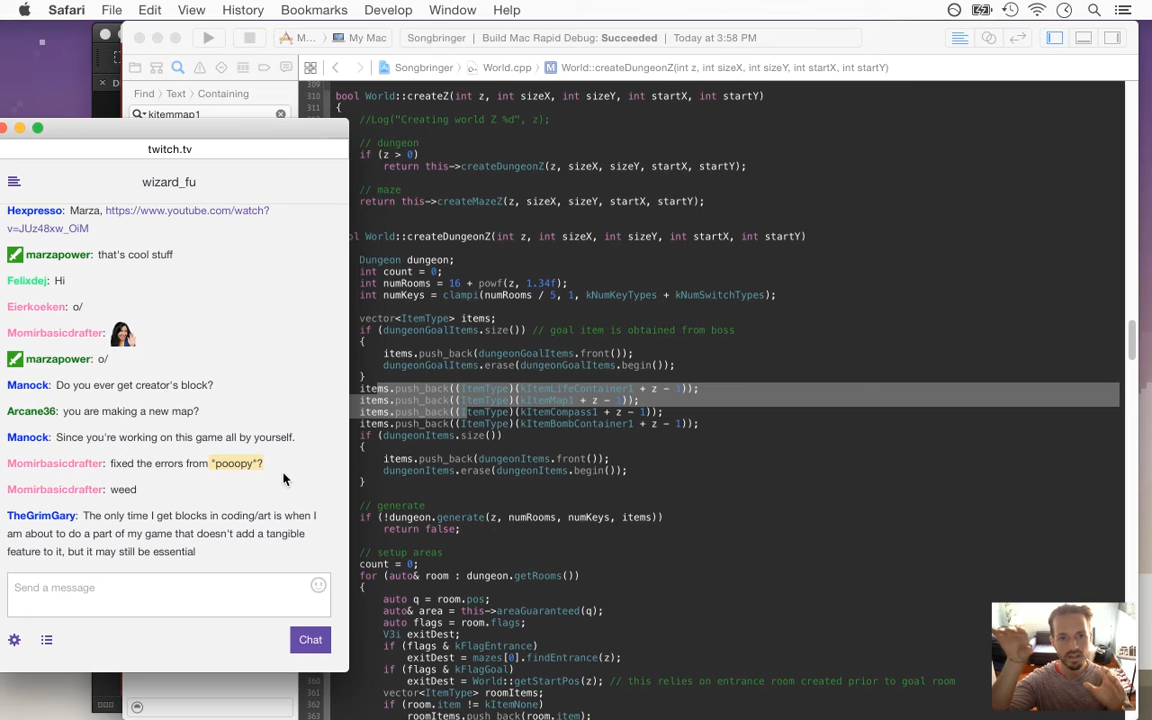 Safari File Edit View History Bookmarks Develop Window Help
M... My Mac Songbringer Build Mac Rapid Debug: Succeeded Today at 3:58 PM
Songbringer World.cpp M World::createDungeonZ(int z, int sizeX, int sizeY, int startX, int startY)
Find Text Containing
kitemmap1
twitch.tv
wizard_fu
Hexpresso: Marza, https://www.youtube.com/watch?
v=JUz48xw_OiM
marzapower: that's cool stuff
Felixdej: Hi
Eierkoeken: o/
Momirbasicdrafter:
marzapower: o/
Manock: Do you ever get creator's block?
Arcane36: you are making a new map?
Manock: Since you're working on this game all by yourself.
Momirbasicdrafter: fixed the errors from "pooopy"?
Momirbasicdrafter: weed
TheGrimGary: The only time I get blocks in coding/art is when I
am about to do a part of my game that doesn't add a tangible
feature to it, but it may still be essential
Send a message
Chat
309
310 bool World::createZ(int z, int sizeX, int sizeY, int startX, int startY)
311 {
//Log("Creating world Z %d", z);
// dungeon
if (z > 0)
return this->createDungeonZ(z, sizeX, sizeY, startX, startY);
// maze
return this->createMazeZ(z, sizeX, sizeY, startX, startY);
ol World::createDungeonZ(int z, int sizeX, int sizeY, int startX, int startY)
Dungeon dungeon;
int count = 0;
int numRooms = 16 + powf(z, 1.34f);
int numKeys = clampi(numRooms / 5, 1, kNumKeyTypes + kNumSwitchTypes);
vector<ItemType> items;
if (dungeonGoalItems.size()) // goal item is obtained from boss
{
items.push_back(dungeonGoalItems.front());
dungeonGoalItems.erase(dungeonGoalItems.begin());
}
items.push_back((ItemType)(kItemLifeContainer1 + z - 1));
items.push_back((ItemType)(kItemMap1 + z - 1));
items.push_back((ItemType)(kItemCompass1 + z - 1));
items.push_back((ItemType)(kItemBombContainer1 + z - 1));
if (dungeonItems.size())
{
items.push_back(dungeonItems.front());
dungeonItems.erase(dungeonItems.begin());
}
// generate
if (!dungeon.generate(z, numRooms, numKeys, items))
return false;
// setup areas
count = 0;
for (auto& room : dungeon.getRooms())
{
auto q = room.pos;
auto& area = this->areaGuaranteed(q);
auto flags = room.flags;
V3i exitDest;
if (flags & kFlagEntrance)
exitDest = mazes[0].findEntrance(z);
if (flags & kFlagGoal)
360 exitDest = World::getStartPos(z); // this relies on entrance room created prior to goal room
361 vector<ItemType> roomItems;
362 if (room.item != kItemNone)
363 roomItems.push_back(room.item);